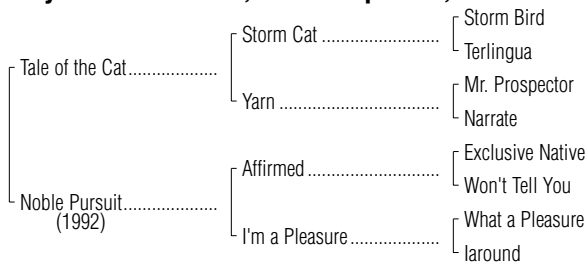 Storm Bird
Storm Cat ..........................
Terlingua
Tale of the Cat...................
Mr. Prospector
Yarn ...................................
Narrate
Exclusive Native
Affirmed .............................
Won't Tell You
Noble Pursuit....................
(1992)
What a Pleasure
I'm a Pleasure ...................
Iaround